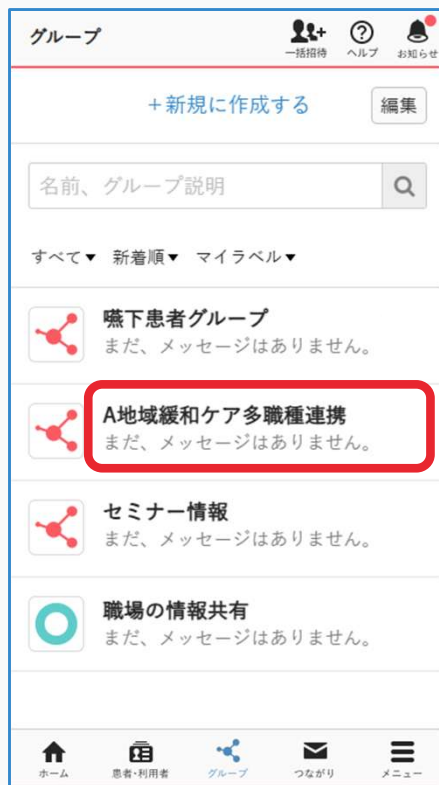 グループ
一括招待 ヘルプ お知らせ
+新規に作成する 編集
名前、グループ説明
すべて▼ 新着順▼ マイラベル▼
嚥下患者グループ
まだ、メッセージはありません。
A地域緩和ケア多職種連携
まだ、メッセージはありません。
セミナー情報
まだ、メッセージはありません。
職場の情報共有
まだ、メッセージはありません。
ホーム 患者・利用者 グループ つながり メニュー